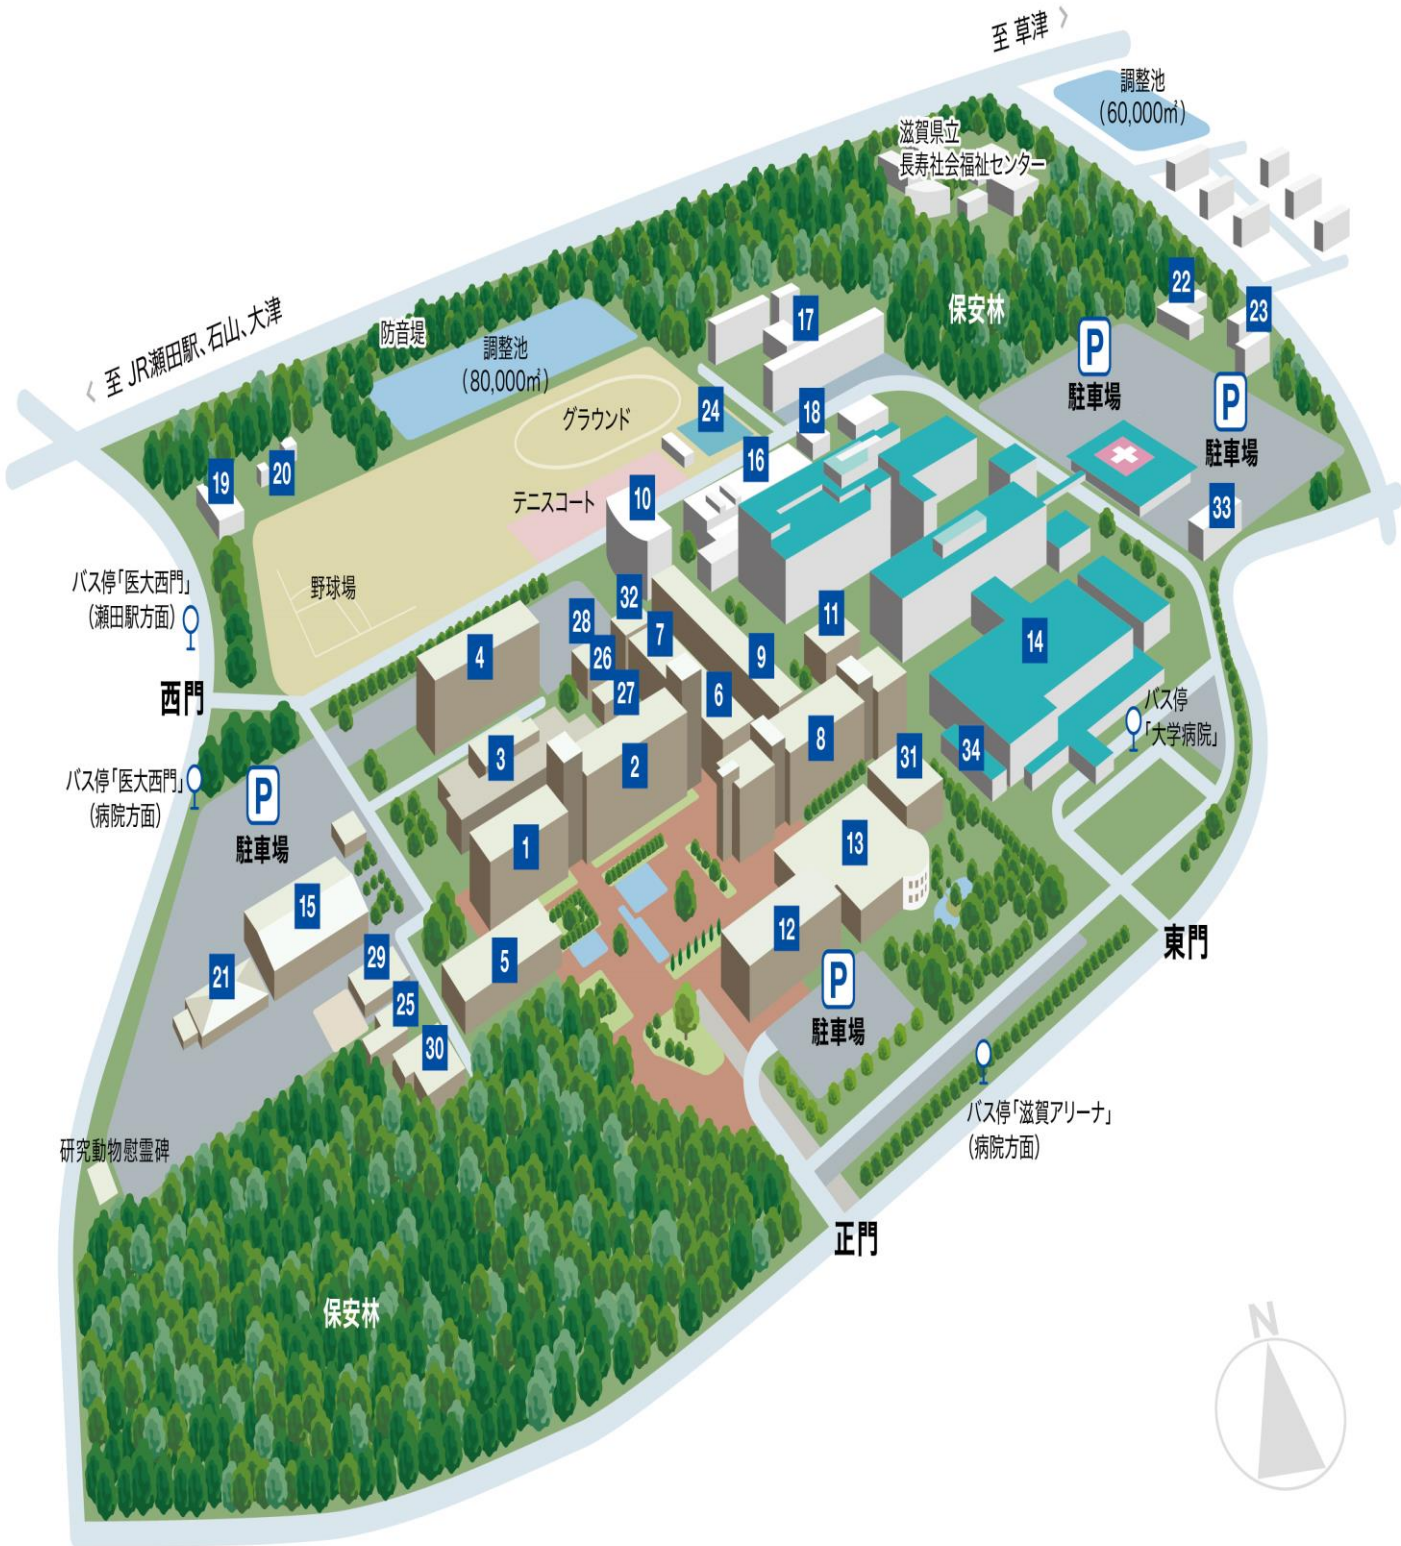 至 草津 〉
調整池
(60,000㎡)
滋賀県立
長寿社会福祉センター
22
保安林
23
〈 至 JR瀬田駅、石山、大津
防音堤
17
P
駐車場
調整池
(80,000㎡)
P
駐車場
グラウンド
24
18
16
19
20
テニスコート
10
33
バス停「医大西門」
(瀬田駅方面)
野球場
32
28
7
11
4
26
9
14
27
6
西門
バス停
「大学病院」
3
2
8
31
34
バス停「医大西門」
(病院方面)
P
駐車場
1
13
15
12
東門
5
29
21
P
駐車場
25
30
バス停「滋賀アリーナ」
(病院方面)
研究動物慰霊碑
正門
保安林
N